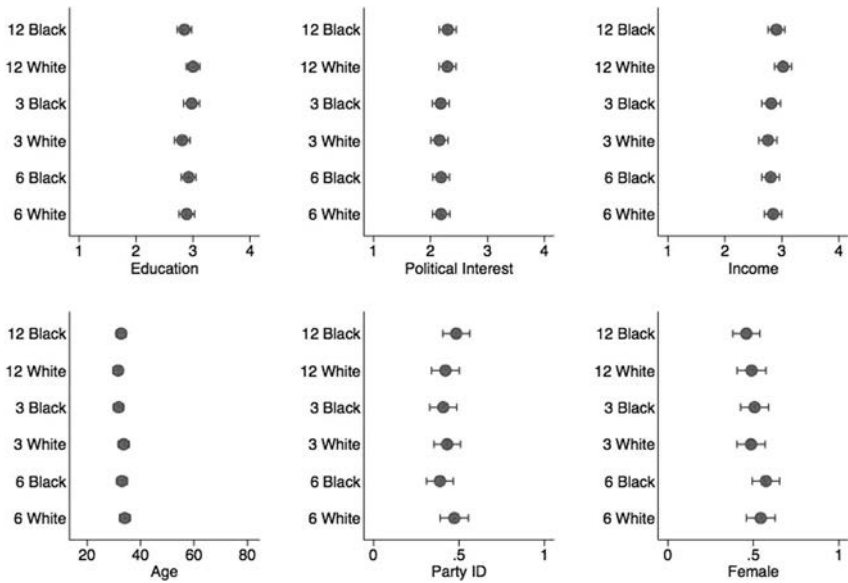 12 Black 12 Black 12 Black
12 White 12 White 12 White
3 Black 3 Black 3 Black
3 White 3 White 3 White
6 Black 6 Black 6 Black
6 White 6 White 6 White
1 2 3 4 1 2 3 4 1 2 3 4
Education Political Interest Income
12 Black 12 Black 12 Black
12 White 12 White 12 White
3 Black 3 Black 3 Black
3 White 3 White 3 White
6 Black 6 Black 6 Black
6 White 6 White 6 White
20 40 60 80 0 .5 1 0 .5 1
Age Party ID Female